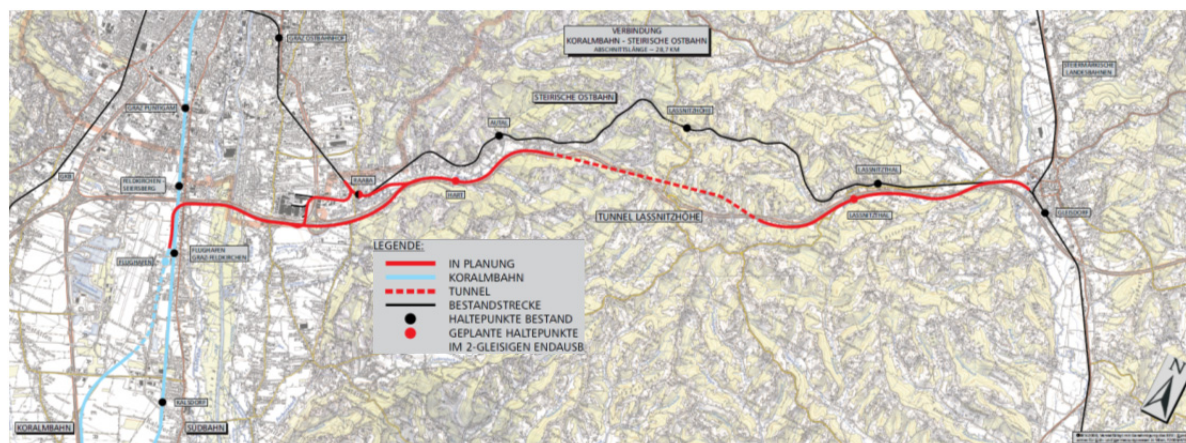 VERBINDUNG
KORALMBAHN - STEIRISCHE OSTBAHN
ABSCHNITTLÄNGE ~ 28,7 KM
GRAZ OSTBAHNHOF
STEIERMÄRKISCHE
LANDESBAHNEN
STEIRISCHE OSTBAHN
GRAZ PUNTIGAM
LASSNITZHÖHE
AUTAL
GKB
FELDKIRCHEN -
SEIERSBERG
RAABA
HART
LASSNITZTHAL
LASSNITZTHAL
GLEISDORF
TUNNEL LASSNITZHÖHE
FLUGHAFEN
FLUGHAFEN
GRAZ-FELDKIRCHEN
LEGENDE:
IN PLANUNG
KORALMBAHN
TUNNEL
BESTANDSTRECKE
HALTEPUNKTE BESTAND
GEPLANTE HALTEPUNKTE
IM 2-GLEISIGEN ENDAUSB
KALSDORF
KORALMBAHN
SÜDBAHN
N